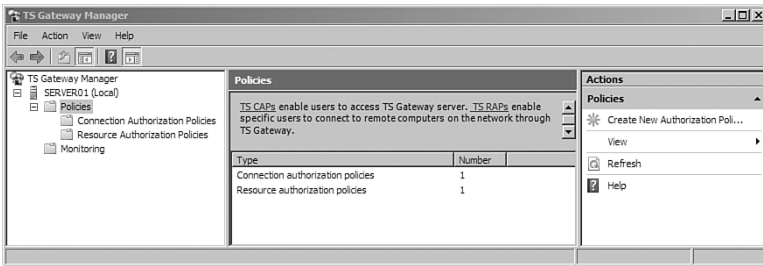 TS Gateway Manager
File Action View Help
TS Gateway Manager
SERVER01 (Local)
Policies
Connection Authorization Policies
Resource Authorization Policies
Monitoring
Policies
TS CAPs enable users to access TS Gateway server. TS RAPs enable
specific users to connect to remote computers on the network through
TS Gateway.
Type Number
Connection authorization policies 1
Resource authorization policies 1
Actions
Policies
Create New Authorization Poli...
View
Refresh
Help